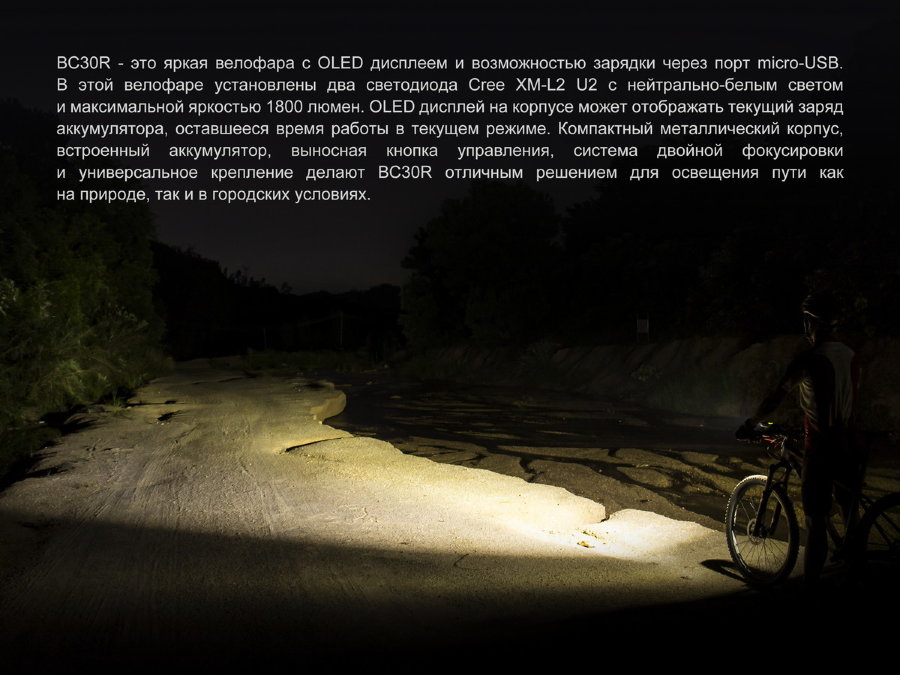 BC30R - это яркая велофара с OLED дисплеем и возможностью зарядки через порт micro-USB.
В этой велофаре установлены два светодиода Cree XM-L2 U2 с нейтрально-белым светом
и максимальной яркостью 1800 люмен. OLED дисплей на корпусе может отображать текущий заряд
аккумулятора, оставшееся время работы в текущем режиме. Компактный металлический корпус,
встроенный аккумулятор, выносная кнопка управления, система двойной фокусировки
и универсальное крепление делают BC30R отличным решением для освещения пути как
на природе, так и в городских условиях.